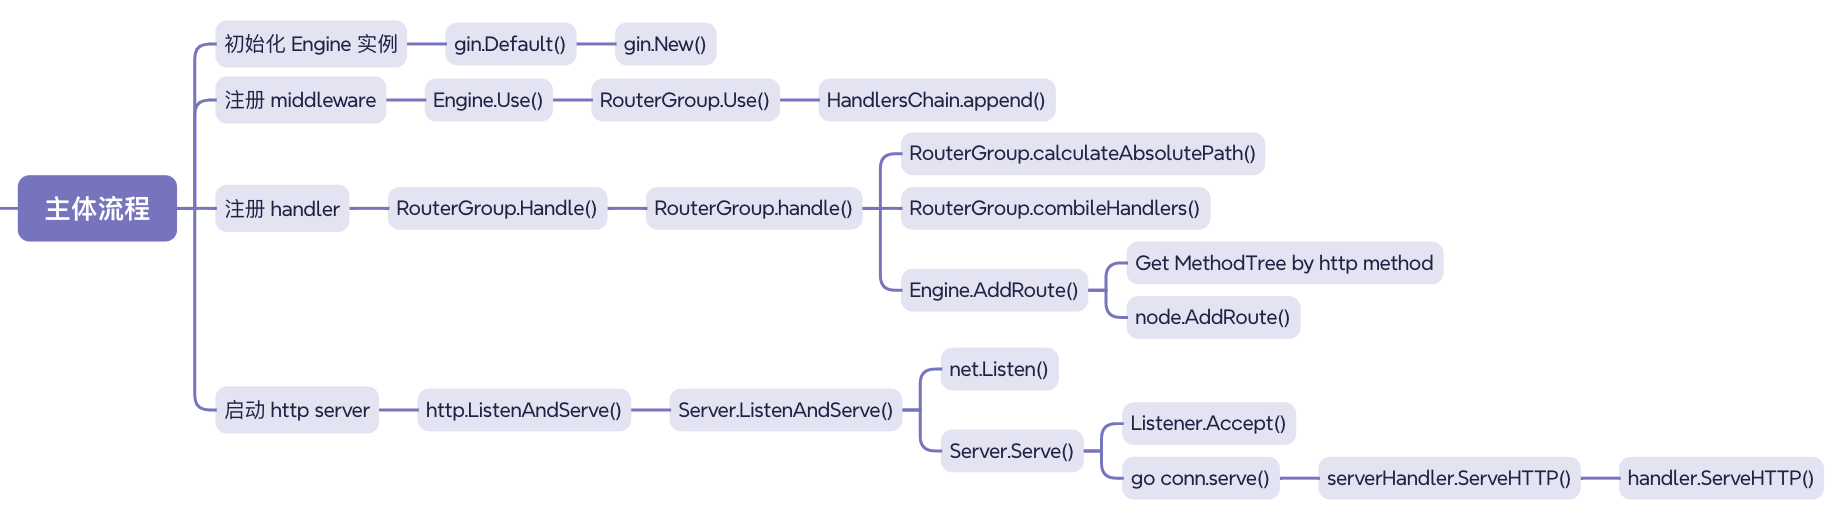 主体流程
初始化 Engine 实例
gin.Default()
gin.New()
注册 middleware
Engine.Use()
RouterGroup.Use()
HandlersChain.append()
注册 handler
RouterGroup.Handle()
RouterGroup.handle()
RouterGroup.calculateAbsolutePath()
RouterGroup.combileHandlers()
Engine.AddRoute()
Get MethodTree by http method
node.AddRoute()
启动 http server
http.ListenAndServe()
Server.ListenAndServe()
net.Listen()
Server.Serve()
Listener.Accept()
go conn.serve()
serverHandler.ServeHTTP()
handler.ServeHTTP()